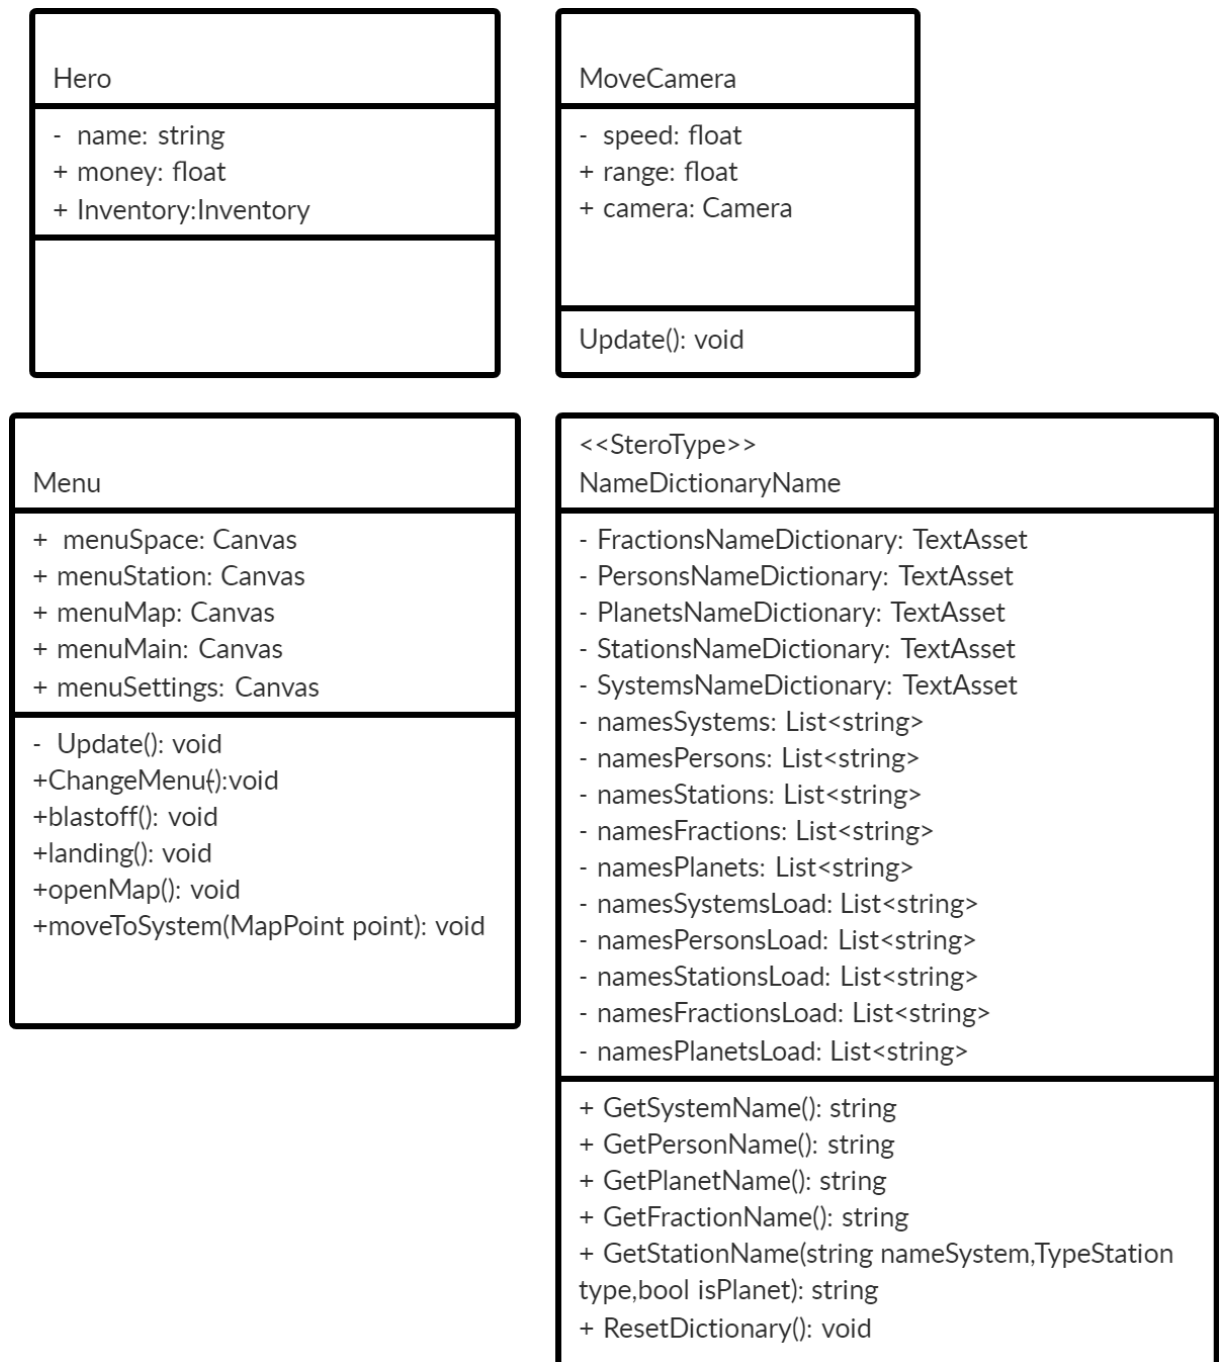 Hero
- name: string
+ money: float
+ Inventory:Inventory
MoveCamera
- speed: float
+ range: float
+ camera: Camera
Update(): void
Menu
+ menuSpace: Canvas
+ menuStation: Canvas
+ menuMap: Canvas
+ menuMain: Canvas
+ menuSettings: Canvas
- Update(): void
+ChangeMenu():void
+blastoff(): void
+landing(): void
+openMap(): void
+moveToSystem(MapPoint point): void
<<SteroType>>
NameDictionaryName
- FractionsNameDictionary: TextAsset
- PersonsNameDictionary: TextAsset
- PlanetsNameDictionary: TextAsset
- StationsNameDictionary: TextAsset
- SystemsNameDictionary: TextAsset
- namesSystems: List<string>
- namesPersons: List<string>
- namesStations: List<string>
- namesFractions: List<string>
- namesPlanets: List<string>
- namesSystemsLoad: List<string>
- namesPersonsLoad: List<string>
- namesStationsLoad: List<string>
- namesFractionsLoad: List<string>
- namesPlanetsLoad: List<string>
+ GetSystemName(): string
+ GetPersonName(): string
+ GetPlanetName(): string
+ GetFractionName(): string
+ GetStationName(string nameSystem,TypeStation
type,bool isPlanet): string
+ ResetDictionary(): void